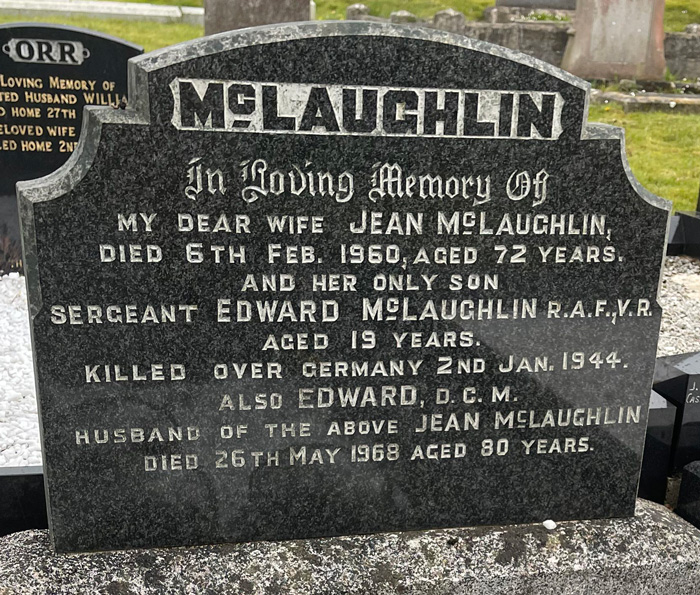 ORR
LOVING MEMORY OF
HUSBAND
HOME 27TH
BELOVED WIFE
HOME
McLAUGHLIN
In Loving Memory Of
MY DEAR WIFE JEAN McLAUGHLIN,
DIED 6TH FEB. 1960, AGED 72 YEARS.
AND HER ONLY SON
SERGEANT EDWARD McLAUGHLIN R.A.F., V.R.
AGED 19 YEARS.
KILLED OVER GERMANY 2ND JAN. 1944.
ALSO EDWARD, D.C.M.
HUSBAND OF THE ABOVE JEAN McLAUGHLIN
DIED 26TH MAY 1968 AGED 80 YEARS.